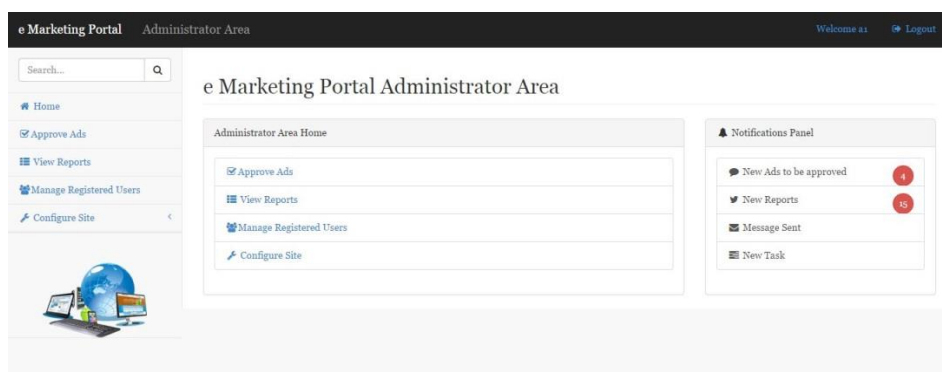 e Marketing Portal Administrator Area Welcome a1 Logout
Search...
Home
Approve Ads
View Reports
Manage Registered Users
Configure Site
e Marketing Portal Administrator Area
Administrator Area Home
Approve Ads
View Reports
Manage Registered Users
Configure Site
Notifications Panel
New Ads to be approved 4
New Reports 15
Message Sent
New Task